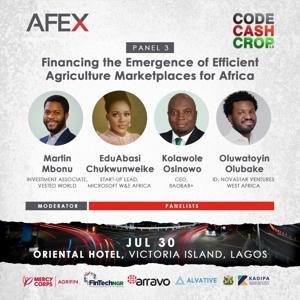 AFEX
CODE
CASH
CROP
PANEL 3
Financing the Emergence of Efficient
Agriculture Marketplaces for Africa
Martin
Mbonu
INVESTMENT ASSOCIATE,
VESTED WORLD
EduAbasi
Chukwunweike
START-UP LEAD,
MICROSOFT W&E AFRICA
Kolawole
Osinowo
CEO,
BAOBAB+
Oluwatoyin
Olubake
ID, NOVASTAR VENTURES
WEST AFRICA
MODERATOR
PANELISTS
JUL 30
ORIENTAL HOTEL, VICTORIA ISLAND, LAGOS
MERCY
CORPS
AGRIFIN
FinTechNGR
arravo
ALVATIVE
KADIPA